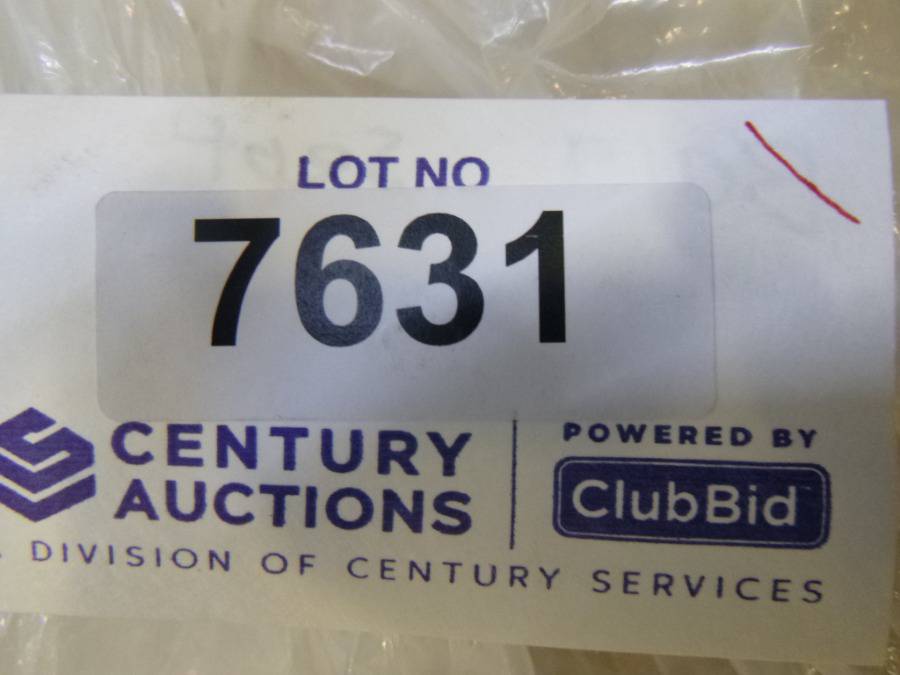 LOT NO
7631
CENTURY
AUCTIONS
DIVISION OF CENTURY SERVICES
POWERED BY
ClubBid